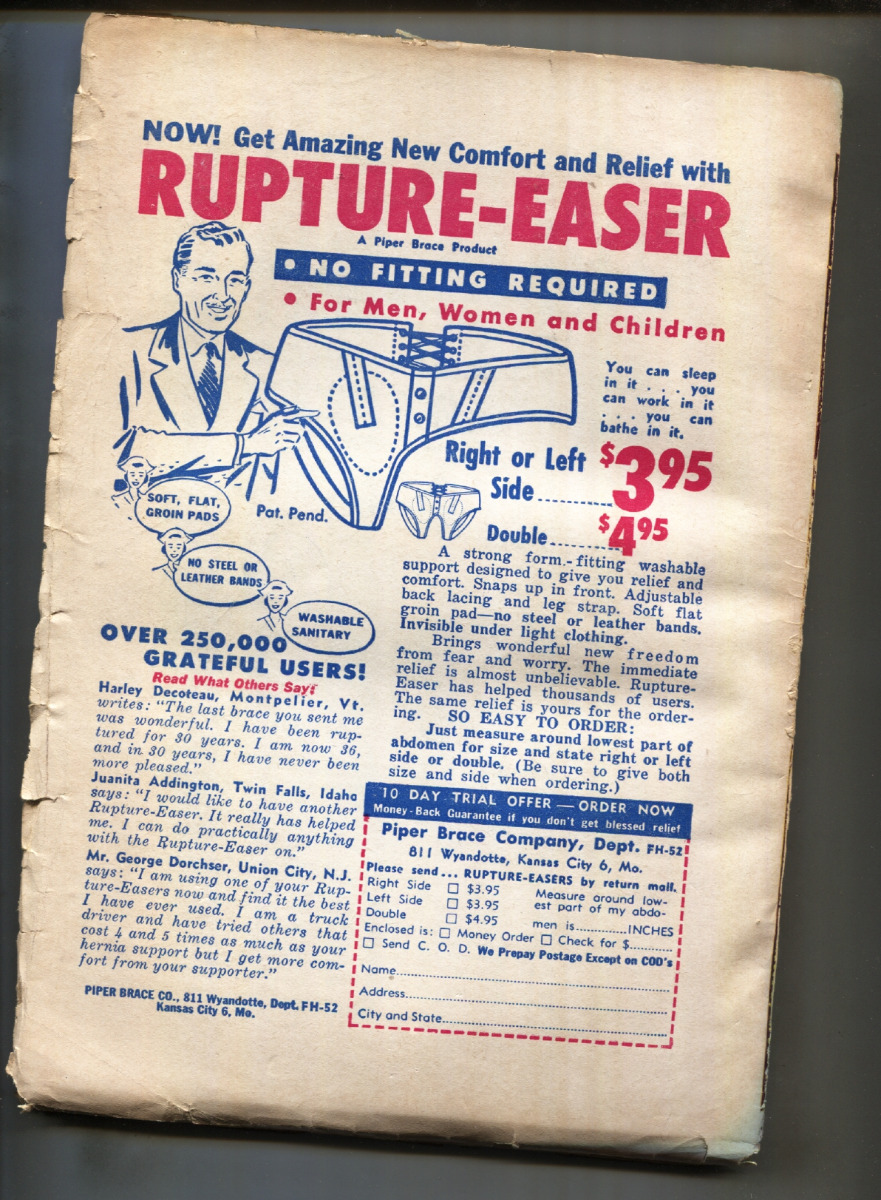 NOW! Get Amazing New Comfort and Relief with
RUPTURE-EASER
A Piper Brace Product
• NO FITTING REQUIRED
• For Men, Women and Children
You can sleep
in it . . . you
can work in it
. . . you can
bathe in it.
Right or Left
Side........ $3.95
Double........ $4.95
Pat. Pend.
SOFT, FLAT,
GROIN PADS
NO STEEL OR
LEATHER BANDS
WASHABLE
SANITARY
A strong form-fitting washable
support designed to give you relief and
comfort. Snaps up in front. Adjustable
back lacing and leg strap. Soft flat
groin pad—no steel or leather bands.
Invisible under light clothing.
Brings wonderful new freedom
from fear and worry. The immediate
relief is almost unbelievable. Rupture-
Easer has helped thousands of users.
The same relief is yours for the order-
ing. SO EASY TO ORDER:
Just measure around lowest part of
abdomen for size and state right or left
side or double. (Be sure to give both
size and side when ordering.)
OVER 250,000
GRATEFUL USERS!
Read What Others Say!
Harley Decoteau, Montpelier, Vt.
writes: "The last brace you sent me
was wonderful. I have been rup-
tured for 30 years. I am now 36,
and in 30 years, I have never been
more pleased."
Juanita Addington, Twin Falls, Idaho
says: "I would like to have another
Rupture-Easer. It really has helped
me. I can do practically anything
with the Rupture-Easer on."
Mr. George Dorchser, Union City, N.J.
says: "I am using one of your Rup-
ture-Easers now and find it the best
I have ever used. I am a truck
driver and have tried others that
cost 4 and 5 times as much as your
hernia support but I get more com-
fort from your supporter."
PIPER BRACE CO., 811 Wyandotte, Dept. FH-52
Kansas City 6, Mo.
10 DAY TRIAL OFFER — ORDER NOW
Money-Back Guarantee if you don't get blessed relief
Piper Brace Company, Dept. FH-52
811 Wyandotte, Kansas City 6, Mo.
Please send ... RUPTURE-EASERS by return mail.
Right Side □ $3.95
Left Side □ $3.95
Double □ $4.95
Measure around low-
est part of my abdo-
men is............INCHES
Enclosed is: □ Money Order □ Check for $..........
□ Send C. O. D. We Prepay Postage Except on COD's
Name............
Address............
City and State............